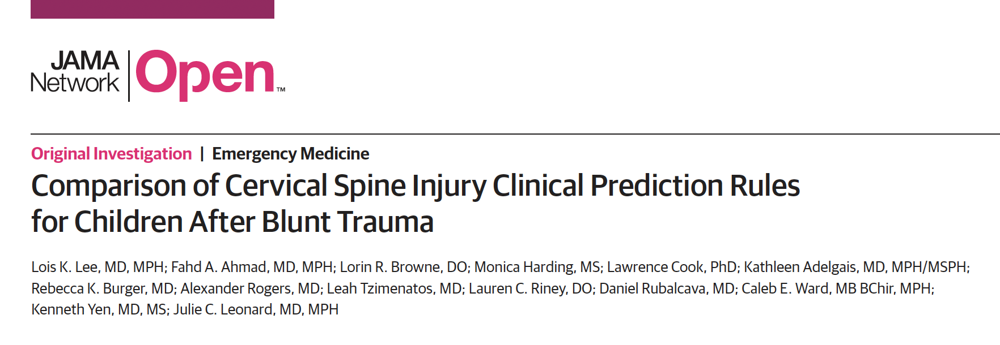 JAMA
Network
Open™
Original Investigation | Emergency Medicine
Comparison of Cervical Spine Injury Clinical Prediction Rules
for Children After Blunt Trauma
Lois K. Lee, MD, MPH; Fahd A. Ahmad, MD, MPH; Lorin R. Browne, DO; Monica Harding, MS; Lawrence Cook, PhD; Kathleen Adelgais, MD, MPH/MSPH;
Rebecca K. Burger, MD; Alexander Rogers, MD; Leah Tzimenatos, MD; Lauren C. Riney, DO; Daniel Rubalcava, MD; Caleb E. Ward, MB BChir, MPH;
Kenneth Yen, MD, MS; Julie C. Leonard, MD, MPH